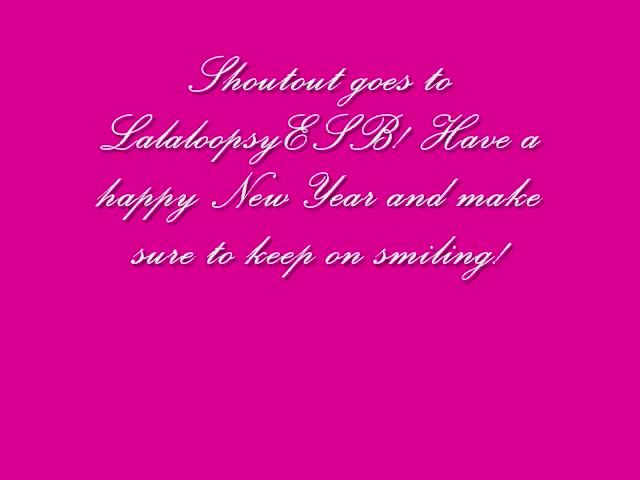 Shoutout goes to
LalaloopsyESB! Have a
happy New Year and make
sure to keep on smiling!